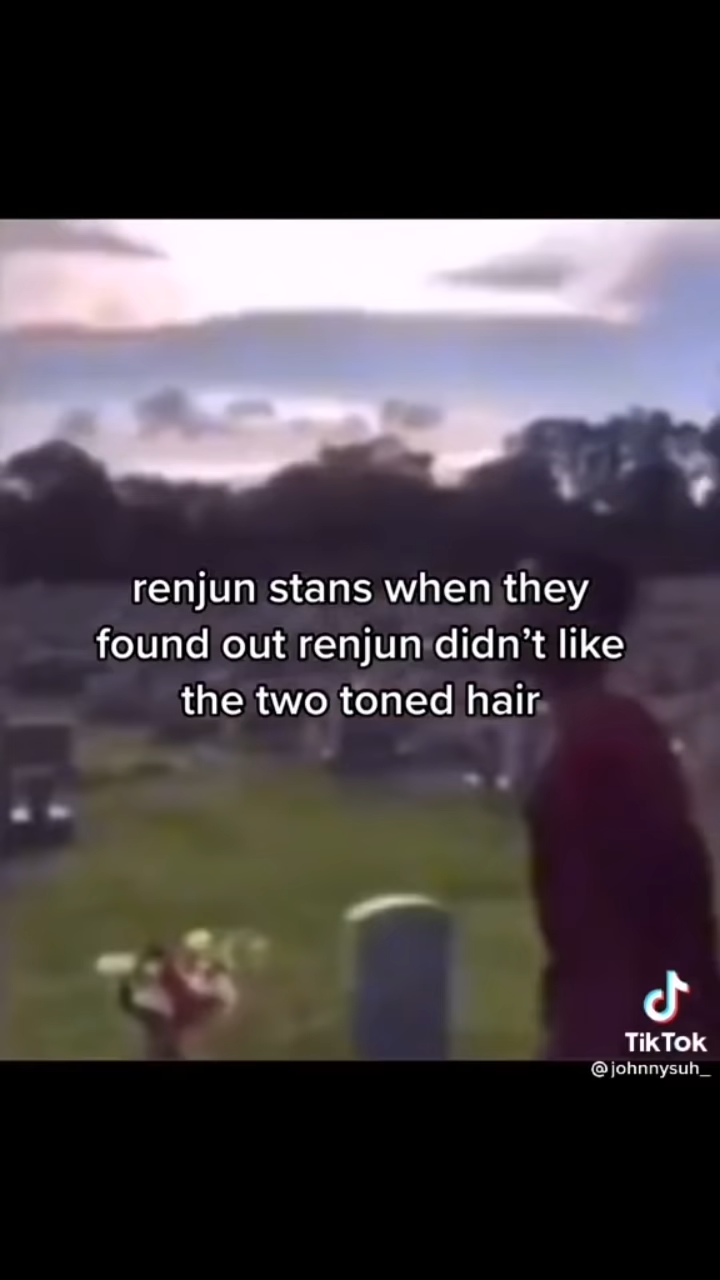 renjun stans when they
found out renjun didn’t like
the two toned hair
TikTok
@johnnysuh_